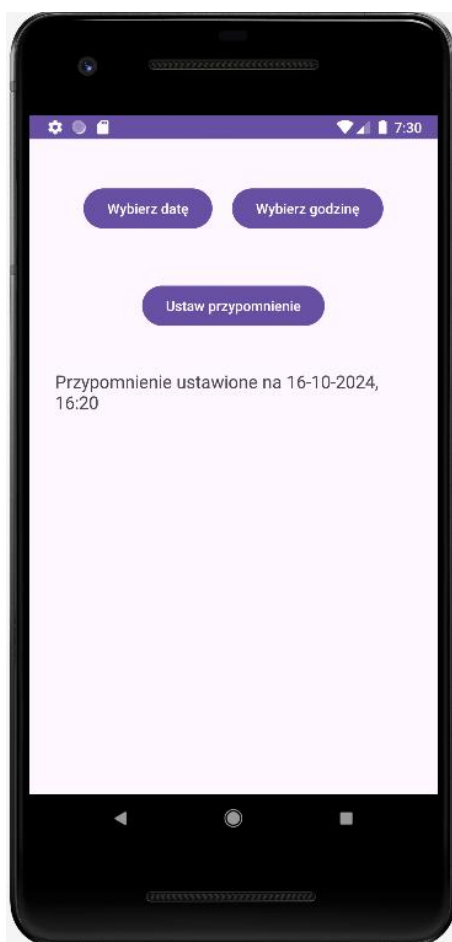 7:30
Wybierz datę
Wybierz godzinę
Ustaw przypomnienie
Przypomnienie ustawione na 16-10-2024,
16:20